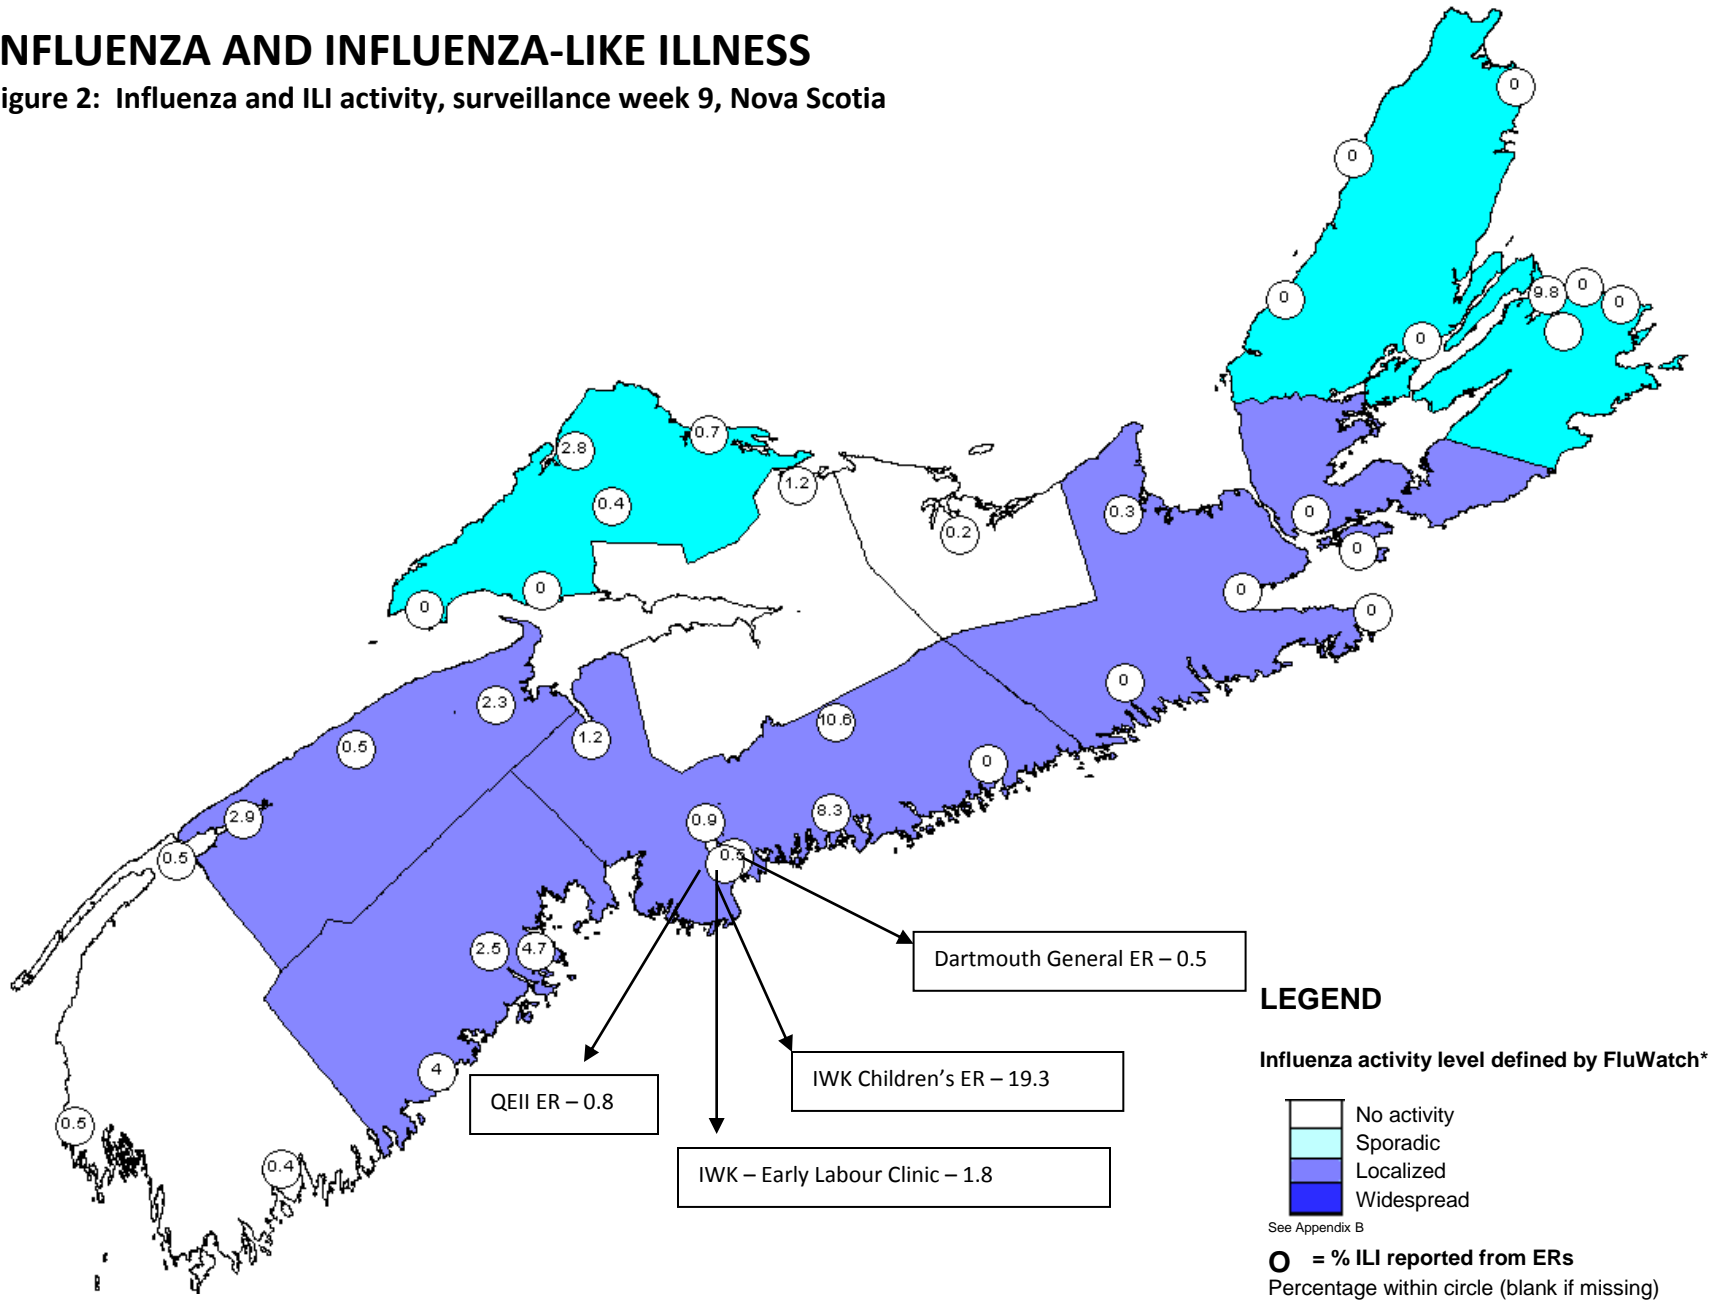 NFLUENZA AND INFLUENZA-LIKE ILLNESS
igure 2: Influenza and ILI activity, surveillance week 9, Nova Scotia
0
0
0
9.8
0
0
0
2.8
0.7
0.4
1.2
0.2
0.3
0
0
0
0
0
0
0
2.3
0.5
1.2
10.6
0
0
2.9
0.5
0.9
8.3
0.5
2.5
4.7
4
0.5
0.4
Dartmouth General ER – 0.5
IWK Children's ER – 19.3
QEII ER – 0.8
IWK – Early Labour Clinic – 1.8
LEGEND
Influenza activity level defined by FluWatch*
No activity
Sporadic
Localized
Widespread
See Appendix B
O = % ILI reported from ERs
Percentage within circle (blank if missing)